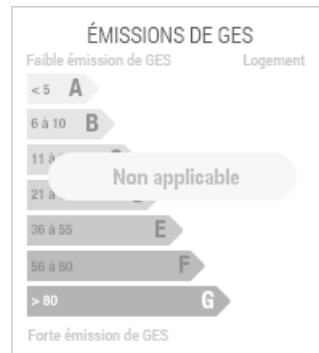 ÉMISSIONS DE GES
Faible émission de GES Logement
< 5 A
6 à 10 B
11 à
Non applicable
21 à
36 à 55 E
56 à 80 F
> 80 G
Forte émission de GES